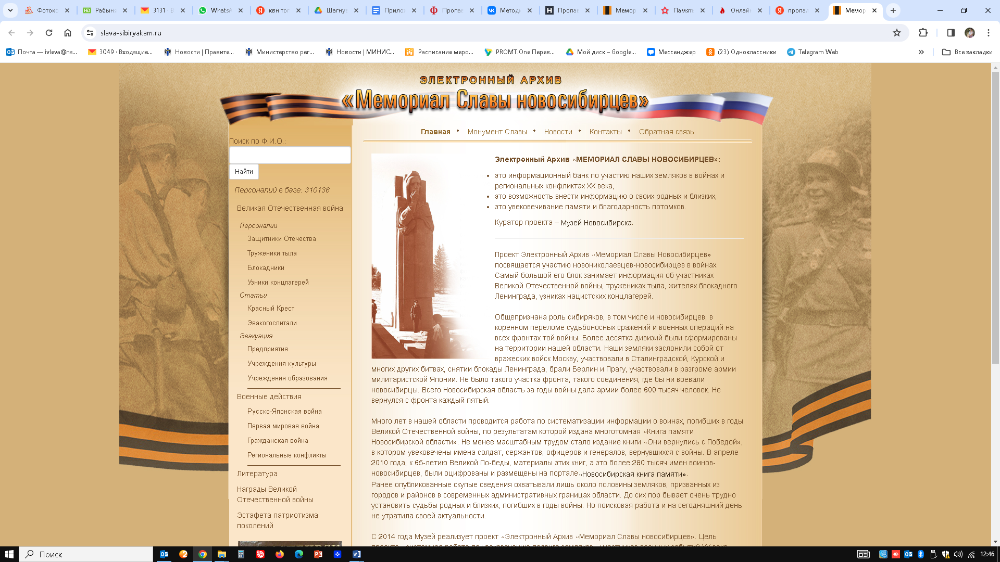 Фотоко
Рабын
3131 · В
WhatsA
квн топ
Шагну
Прилож
Пропав
Методи
Пропав
Мемор
Память
Онлай
пропал
Мемор
slava-sibiryakam.ru
Почта — ivleva@ns...
3049 · Входящие...
Новости | Правите...
Министерство рег...
Новости | МИНИС...
Расписание меро...
PROMT.One Перев...
Мой диск – Google...
Мессенджер
(23) Одноклассники
Telegram Web
Все закладки
ЭЛЕКТРОННЫЙ АРХИВ
«Мемориал Славы новосибирцев»
Главная • Монумент Славы • Новости • Контакты • Обратная связь
Поиск по Ф.И.О.:
Найти
Персоналий в базе: 310136
Великая Отечественная война
Персоналии
Защитники Отечества
Труженики тыла
Блокадники
Узники концлагерей
Статьи
Красный Крест
Эвакогоспитали
Эвакуация
Предприятия
Учреждения культуры
Учреждения образования
Военные действия
Русско-Японская война
Первая мировая война
Гражданская война
Региональные конфликты
Литература
Награды Великой
Отечественной войны
Эстафета патриотизма
поколений
Электронный Архив «МЕМОРИАЛ СЛАВЫ НОВОСИБИРЦЕВ»:
• это информационный банк по участию наших земляков в войнах и
региональных конфликтах XX века,
• это возможность внести информацию о своих родных и близких,
• это увековечивание памяти и благодарность потомков.
Куратор проекта – Музей Новосибирска.
Проект Электронный Архив «Мемориал Славы Новосибирцев»
посвящается участию новониколаевцев-новосибирцев в войнах.
Самый большой его блок занимает информация об участниках
Великой Отечественной войны, тружениках тыла, жителях блокадного
Ленинграда, узниках нацистских концлагерей.
Общепризнана роль сибиряков, в том числе и новосибирцев, в
коренном переломе судьбоносных сражений и военных операций на
всех фронтах той войны. Более десятка дивизий были сформированы
на территории нашей области. Наши земляки заслонили собой от
вражеских войск Москву, участвовали в Сталинградской, Курской и
многих других битвах, снятии блокады Ленинграда, брали Берлин и Прагу, участвовали в разгроме армии
милитаристской Японии. Не было такого участка фронта, такого соединения, где бы ни воевали
новосибирцы. Всего Новосибирская область за годы войны дала армии более 600 тысяч человек. Не
вернулся с фронта каждый пятый.
Много лет в нашей области проводится работа по систематизации информации о воинах, погибших в годы
Великой Отечественной войны, по результатам которой издана многотомная «Книга памяти
Новосибирской области». Не менее масштабным трудом стало издание книги «Они вернулись с Победой»,
в котором увековечены имена солдат, сержантов, офицеров и генералов, вернувшихся с войны. В апреле
2010 года, к 65-летию Великой По-беды, материалы этих книг, а это более 280 тысяч имен воинов-
новосибирцев, были оцифрованы и размещены на портале «Новосибирская книга памяти».
Ранее опубликованные скупые сведения охватывали лишь около половины земляков, призванных из
городов и районов в современных административных границах области. До сих пор бывает очень трудно
установить судьбы родных и близких, погибших в годы войны. Но поисковая работа и на сегодняшний день
не утратила своей актуальности.
С 2014 года Музей реализует проект «Электронный Архив «Мемориал Славы новосибирцев». Цель
Поиск
12:46